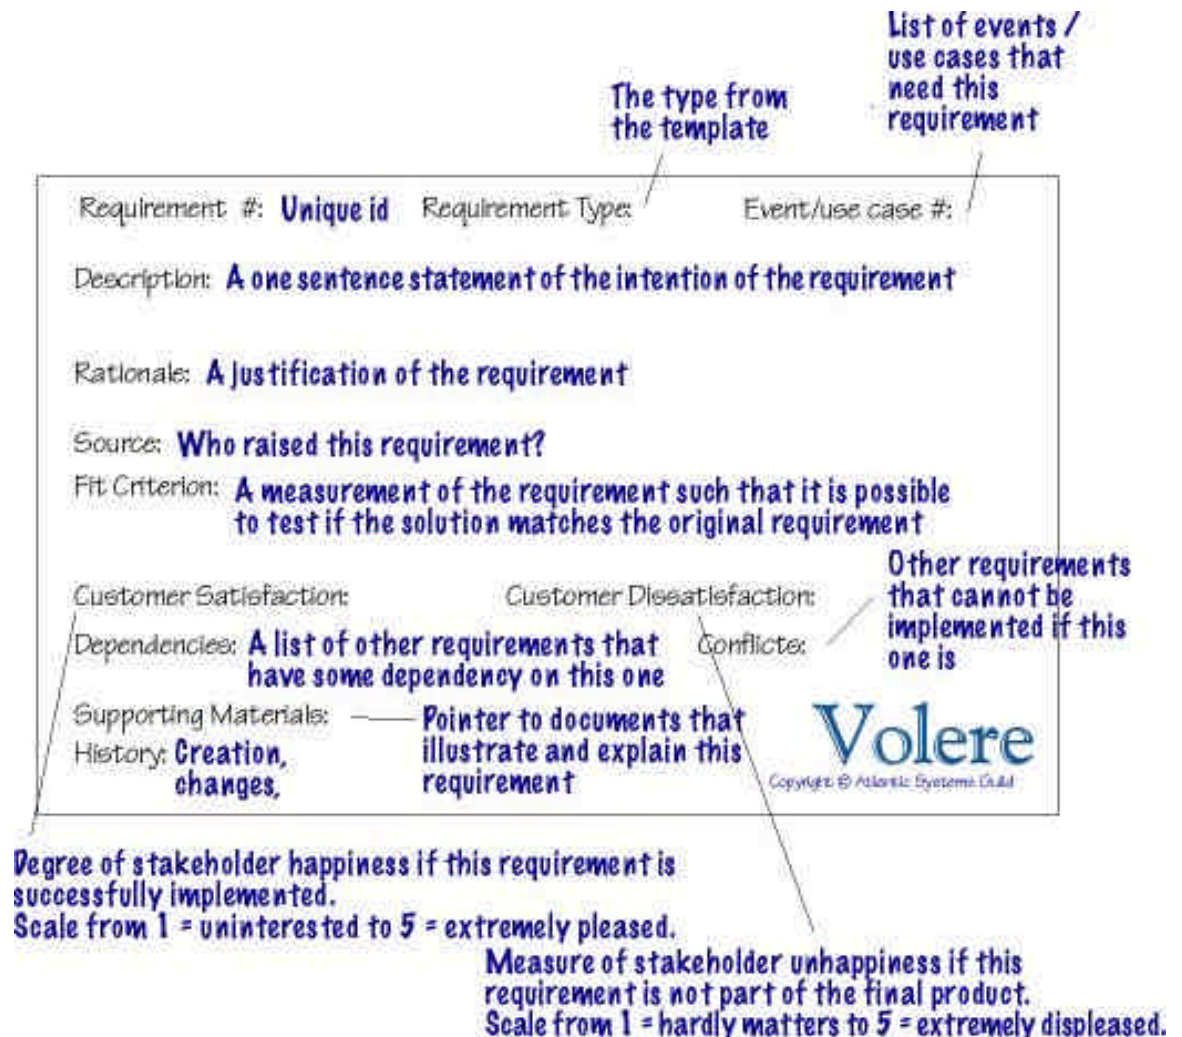 List of events /
use cases that
need this
requirement
The type from
the template
Requirement #: Unique id Requirement Type: Event/use case #:
Description: A one sentence statement of the intention of the requirement
Rationale: A justification of the requirement
Source: Who raised this requirement?
Fit Criterion: A measurement of the requirement such that it is possible
to test if the solution matches the original requirement
Other requirements
that cannot be
implemented if this
one is
Customer Satisfaction: Customer Dissatisfaction:
Dependencies: A list of other requirements that
have some dependency on this one
Conflicts:
Supporting Materials: Pointer to documents that
illustrate and explain this
requirement
History: Creation,
changes,
Volere
Copyright © Atlantic Systems Guild
Degree of stakeholder happiness if this requirement is
successfully implemented.
Scale from 1 = uninterested to 5 = extremely pleased.
Measure of stakeholder unhappiness if this
requirement is not part of the final product.
Scale from 1 = hardly matters to 5 = extremely displeased.